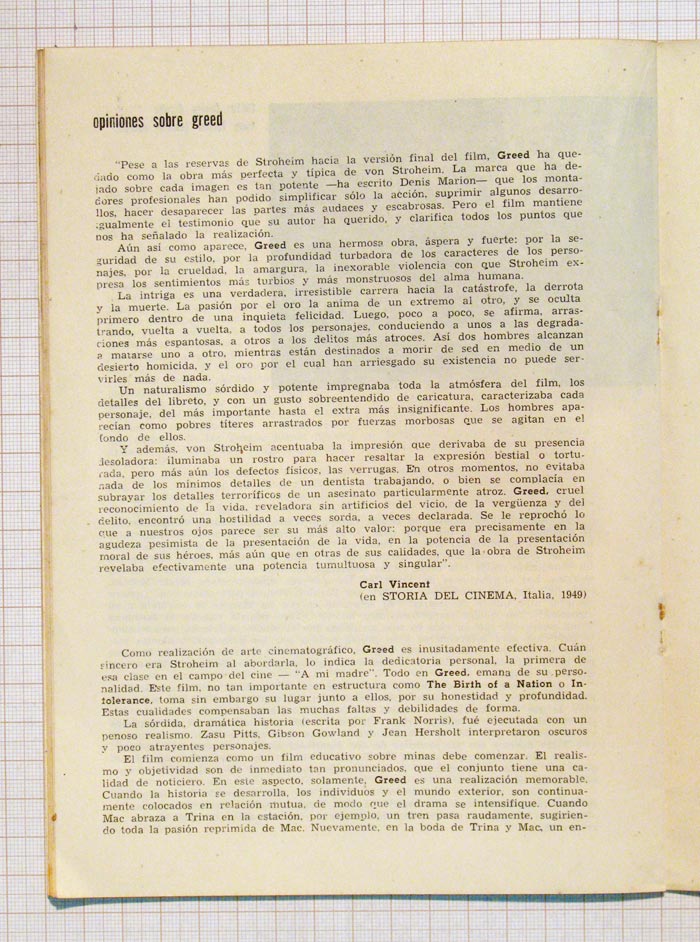 opiniones sobre greed
"Pese a las reservas de Stroheim hacia la versión final del film, Greed ha que-
dado como la obra más perfecta y típica de von Stroheim. La marca que ha de-
jado sobre cada imagen es tan potente —ha escrito Denis Marion— que los monta-
dores profesionales han podido simplificar sólo la acción, suprimir algunos desarro-
llos, hacer desaparecer las partes más audaces y escabrosas. Pero el film mantiene
igualmente el testimonio que su autor ha querido, y clarifica todos los puntos que
nos ha señalado la realización.
Aún así como aparece, Greed es una hermosa obra, áspera y fuerte: por la se-
guridad de su estilo, por la profundidad turbadora de los caracteres de los perso-
najes, por la crueldad, la amargura, la inexorable violencia con que Stroheim ex-
presa los sentimientos más turbios y más monstruosos del alma humana.
La intriga es una verdadera, irresistible carrera hacia la catástrofe, la derrota
y la muerte. La pasión por el oro la anima de un extremo al otro, y se oculta
primero dentro de una inquieta felicidad. Luego, poco a poco, se afirma, arras-
trando, vuelta a vuelta, a todos los personajes, conduciendo a unos a las degrada-
ciones más espantosas, a otros a los delitos más atroces. Así dos hombres alcanzan
a matarse uno a otro, mientras están destinados a morir de sed en medio de un
desierto homicida, y el oro por el cual han arriesgado su existencia no puede ser-
virles más de nada.
Un naturalismo sórdido y potente impregnaba toda la atmósfera del film, los
detalles del libreto, y con un gusto sobreentendido de caricatura, caracterizaba cada
personaje, del más importante hasta el extra más insignificante. Los hombres apa-
recían como pobres títeres arrastrados por fuerzas morbosas que se agitan en el
fondo de ellos.
Y además, von Stroheim acentuaba la impresión que derivaba de su presencia
desoladora: iluminaba un rostro para hacer resaltar la expresión bestial o tortu-
rada, pero más aún los defectos físicos, las verrugas. En otros momentos, no evitaba
nada de los mínimos detalles de un dentista trabajando, o bien se complacía en
subrayar los detalles terroríficos de un asesinato particularmente atroz. Greed, cruel
reconocimiento de la vida, reveladora sin artificios del vicio, de la vergüenza y del
delito, encontró una hostilidad a veces sorda, a veces declarada. Se le reprochó lo
que a nuestros ojos parece ser su más alto valor: porque era precisamente en la
agudeza pesimista de la presentación de la vida, en la potencia de la presentación
moral de sus héroes, más aún que en otras de sus calidades, que la obra de Stroheim
revelaba efectivamente una potencia tumultuosa y singular".
Carl Vincent
(en STORIA DEL CINEMA, Italia, 1949)
Como realización de arte cinematográfico, Greed es inusitadamente efectiva. Cuán
sincero era Stroheim al abordarla, lo indica la dedicatoria personal, la primera de
esa clase en el campo del cine — "A mi madre". Todo en Greed, emana de su perso-
nalidad. Este film, no tan importante en estructura como The Birth of a Nation o In-
tolerance, toma sin embargo su lugar junto a ellos, por su honestidad y profundidad.
Estas cualidades compensaban las muchas faltas y debilidades de forma.
La sórdida, dramática historia (escrita por Frank Norris), fué ejecutada con un
penoso realismo. Zasu Pitts, Gibson Gowland y Jean Hersholt interpretaron oscuros
y poco atrayentes personajes.
El film comienza como un film educativo sobre minas debe comenzar. El realis-
mo y objetividad son de inmediato tan pronunciados, que el conjunto tiene una ca-
lidad de noticiero. En este aspecto, solamente, Greed es una realización memorable.
Cuando la historia se desarrolla, los individuos y el mundo exterior, son continua-
mente colocados en relación mutua, de modo que el drama se intensifique. Cuando
Mac abraza a Trina en la estación, por ejemplo, un tren pasa raudamente, sugirien-
do toda la pasión reprimida de Mac. Nuevamente, en la boda de Trina y Mac, un en-